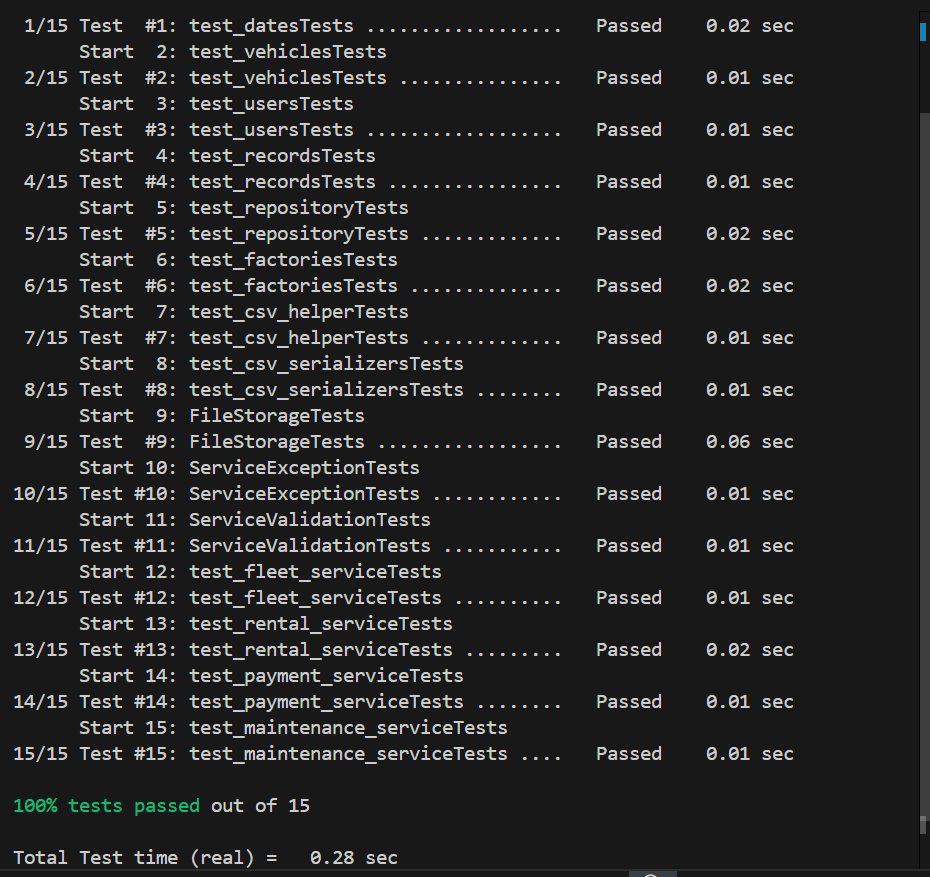 1/15 Test  #1: test_datesTests ..................   Passed    0.02 sec
      Start  2: test_vehiclesTests
 2/15 Test  #2: test_vehiclesTests ...............   Passed    0.01 sec
      Start  3: test_usersTests
 3/15 Test  #3: test_usersTests ..................   Passed    0.01 sec
      Start  4: test_recordsTests
 4/15 Test  #4: test_recordsTests ................   Passed    0.01 sec
      Start  5: test_repositoryTests
 5/15 Test  #5: test_repositoryTests .............   Passed    0.02 sec
      Start  6: test_factoriesTests
 6/15 Test  #6: test_factoriesTests ..............   Passed    0.02 sec
      Start  7: test_csv_helperTests
 7/15 Test  #7: test_csv_helperTests .............   Passed    0.01 sec
      Start  8: test_csv_serializersTests
 8/15 Test  #8: test_csv_serializersTests ........   Passed    0.01 sec
      Start  9: FileStorageTests
 9/15 Test  #9: FileStorageTests .................   Passed    0.06 sec
      Start 10: ServiceExceptionTests
10/15 Test #10: ServiceExceptionTests ............   Passed    0.01 sec
      Start 11: ServiceValidationTests
11/15 Test #11: ServiceValidationTests ...........   Passed    0.01 sec
      Start 12: test_fleet_serviceTests
12/15 Test #12: test_fleet_serviceTests ..........   Passed    0.01 sec
      Start 13: test_rental_serviceTests
13/15 Test #13: test_rental_serviceTests .........   Passed    0.02 sec
      Start 14: test_payment_serviceTests
14/15 Test #14: test_payment_serviceTests ........   Passed    0.01 sec
      Start 15: test_maintenance_serviceTests
15/15 Test #15: test_maintenance_serviceTests ....   Passed    0.01 sec

100% tests passed out of 15

Total Test time (real) =   0.28 sec